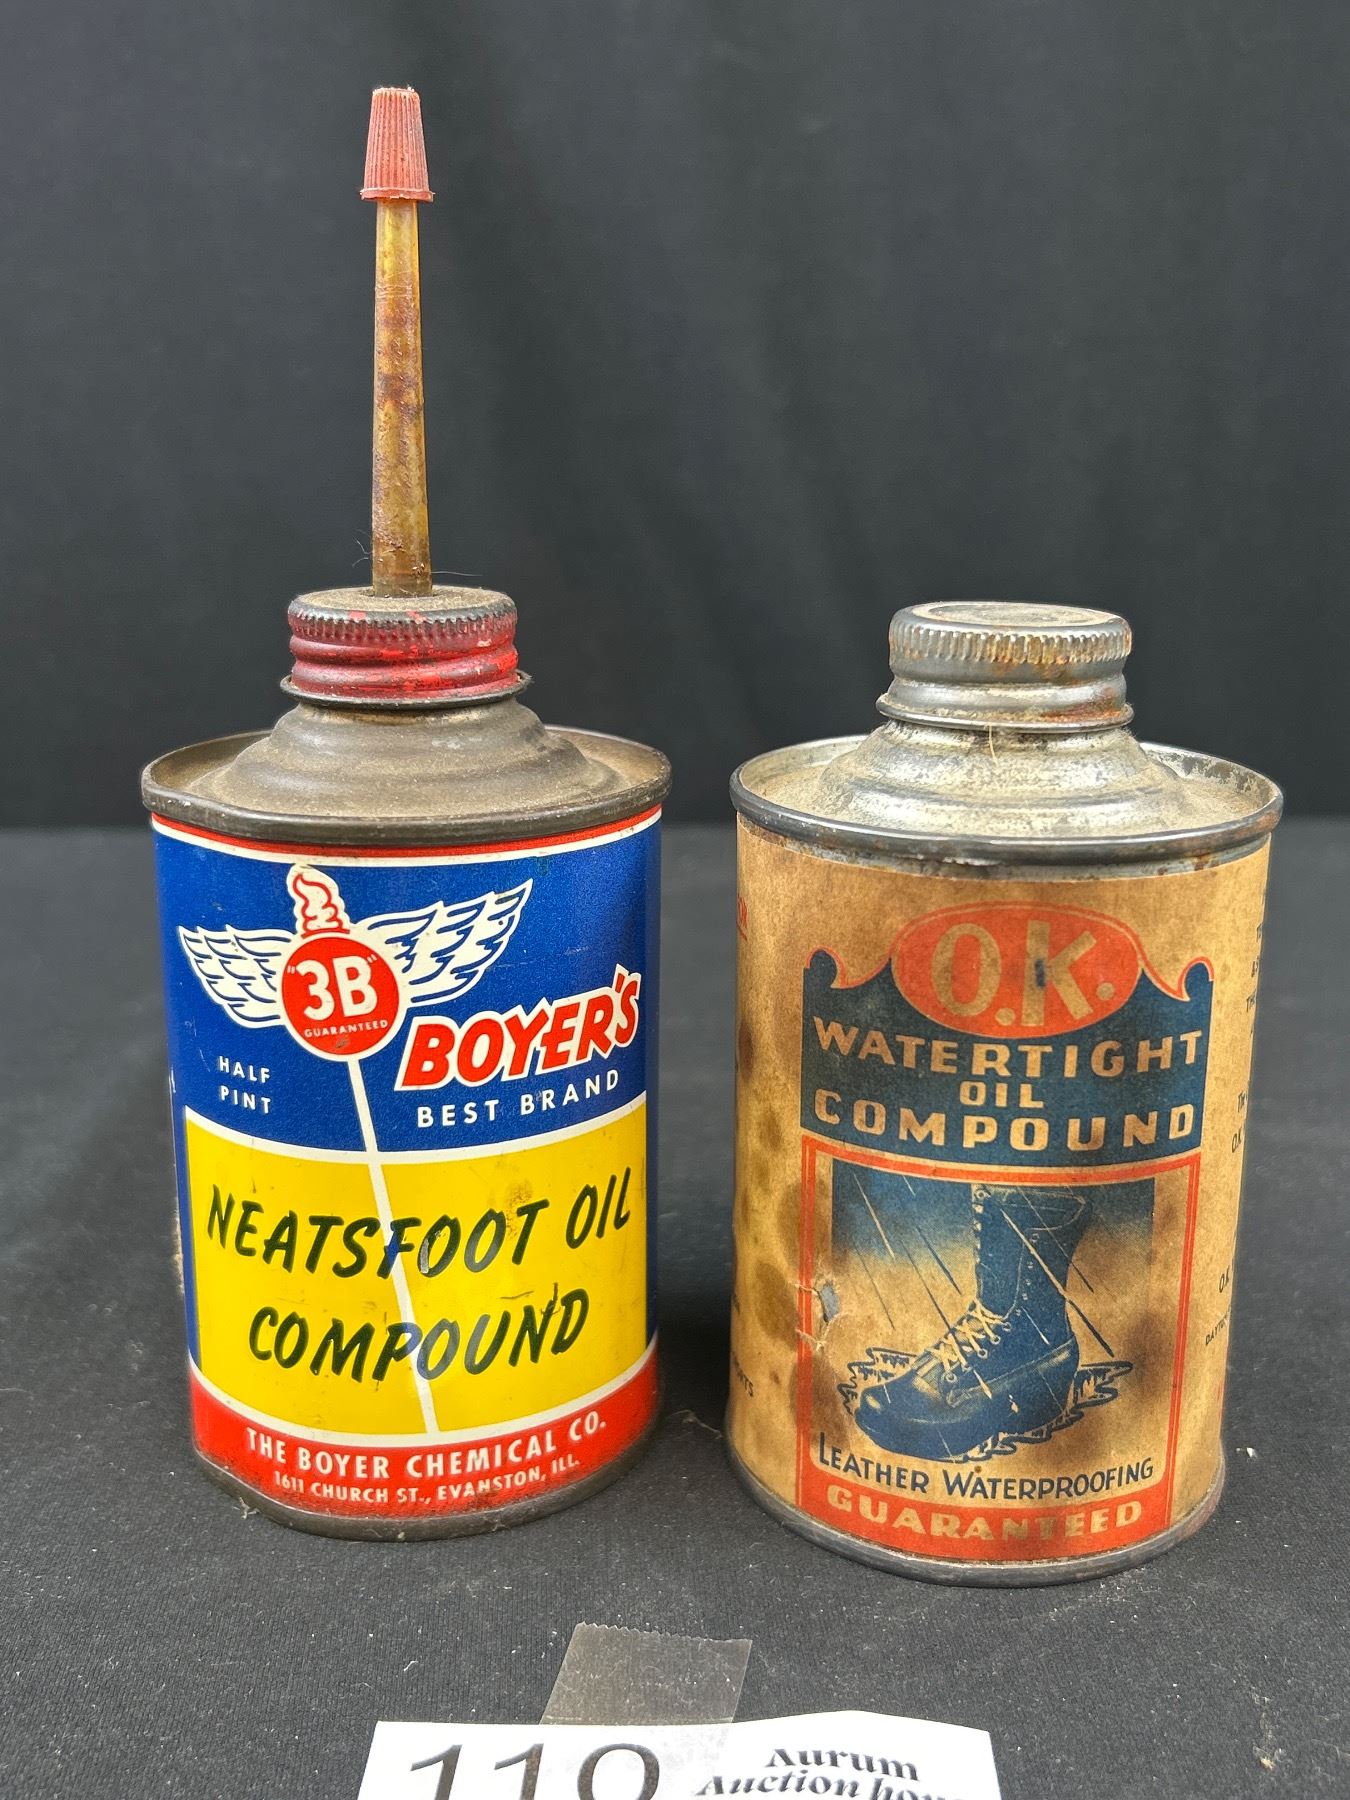 "3B"
GUARANTEED
BOYER'S
BEST BRAND
HALF
PINT
NEATSFOOT OIL
COMPOUND
THE BOYER CHEMICAL CO.
1611 CHURCH ST., EVANSTON, ILL.
O.K.
WATERTIGHT
OIL
COMPOUND
LEATHER WATERPROOFING
GUARANTEED
Aurum
Auction